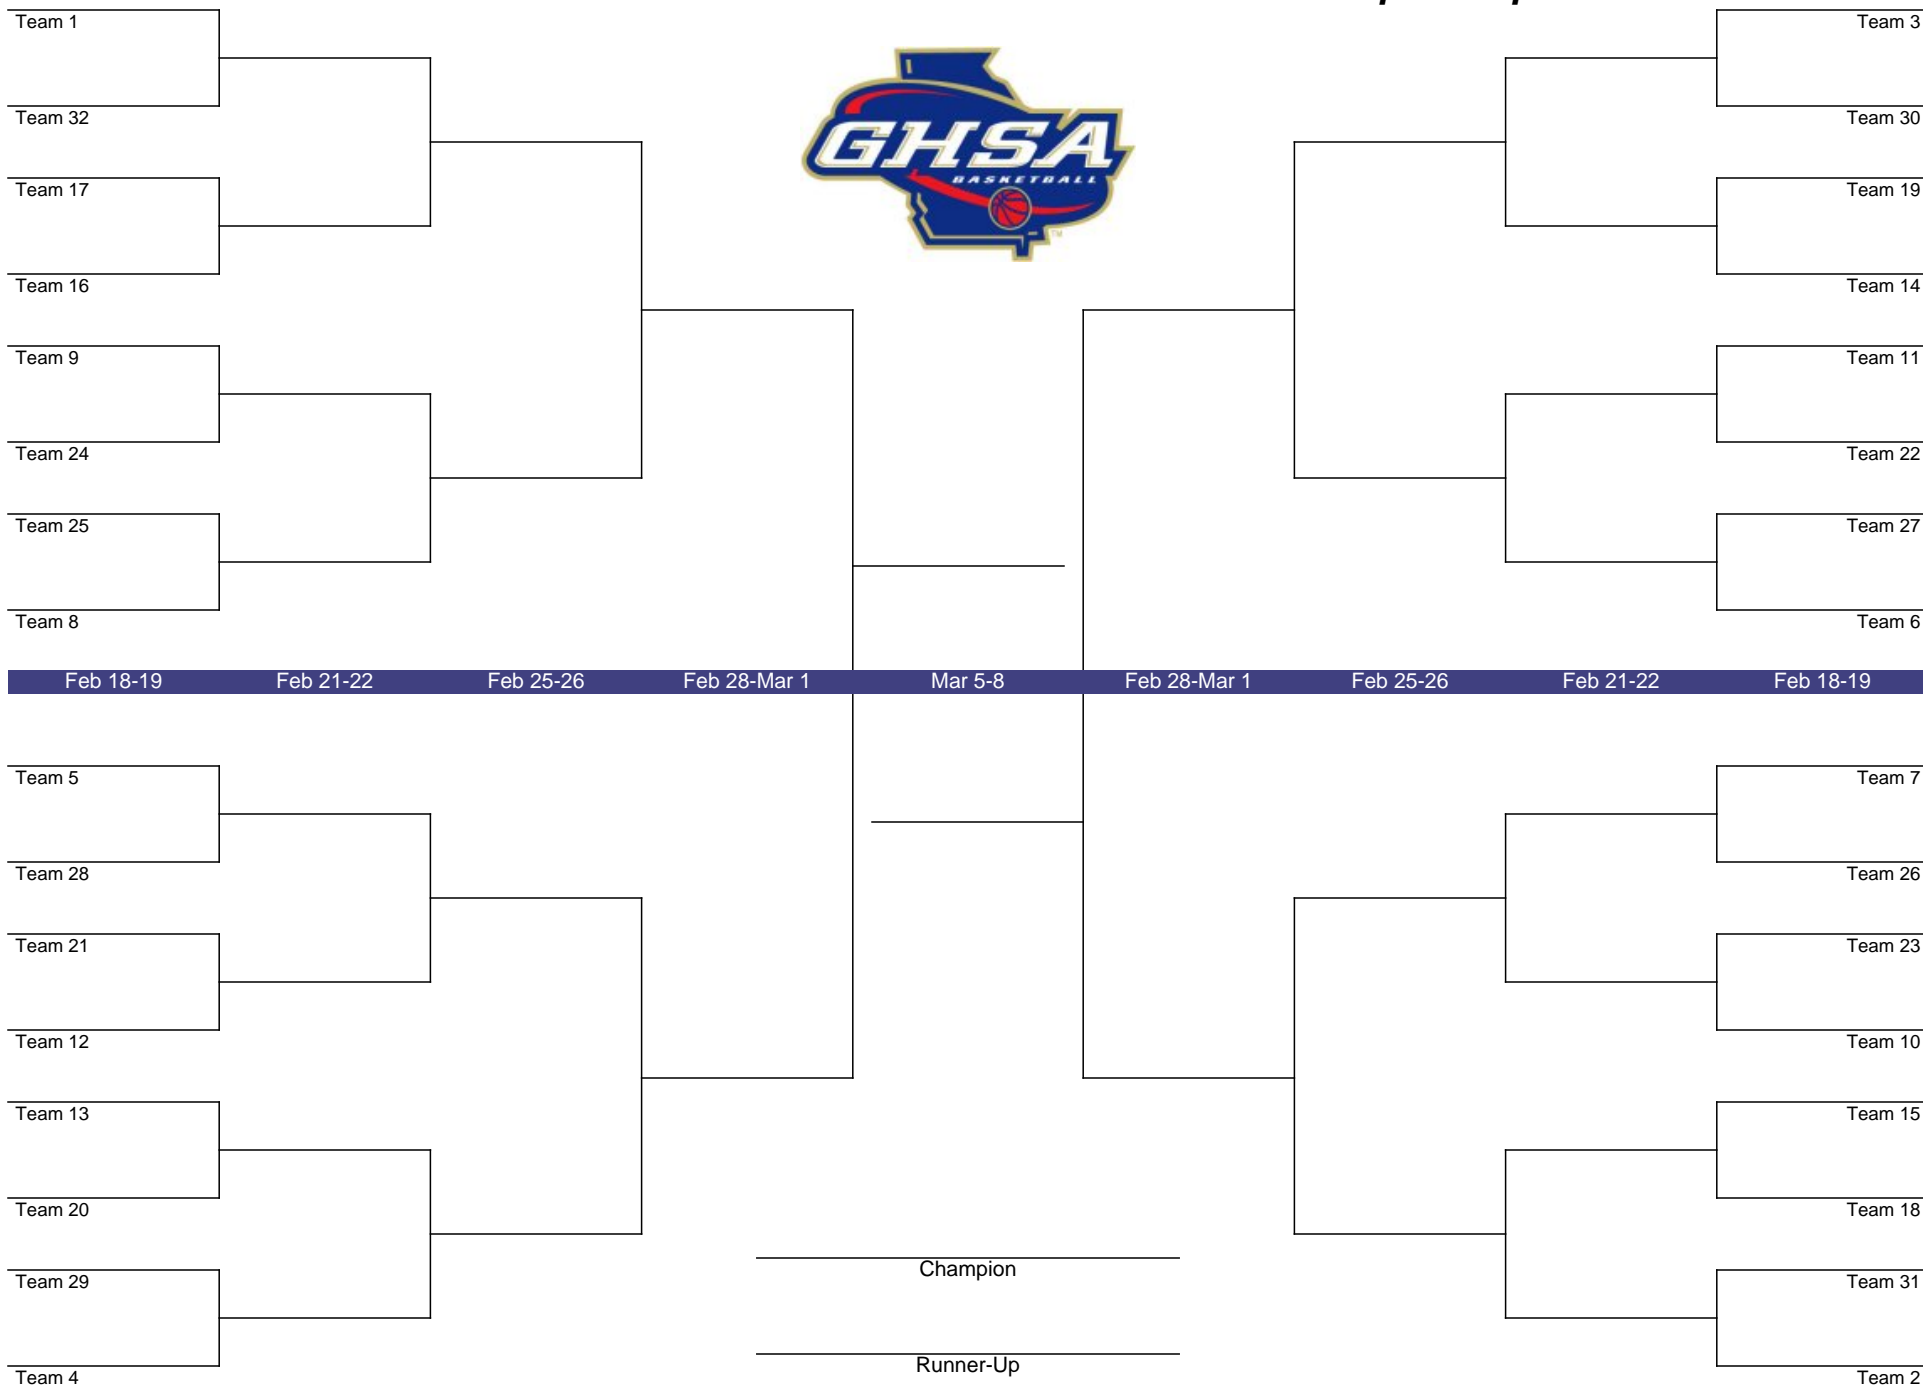 Team 1
Team 3
Team 32
Team 30
Team 17
Team 19
Team 16
Team 14
GHSA
BASKETBALL
TM
Team 9
Team 11
Team 24
Team 22
Team 25
Team 27
Team 8
Team 6
Feb 18-19 Feb 21-22 Feb 25-26 Feb 28-Mar 1 Mar 5-8 Feb 28-Mar 1 Feb 25-26 Feb 21-22 Feb 18-19
Team 5
Team 7
Team 28
Team 26
Team 21
Team 23
Team 12
Team 10
Team 13
Team 15
Team 20
Team 18
Champion
Team 29
Team 31
Runner-Up
Team 4
Team 2